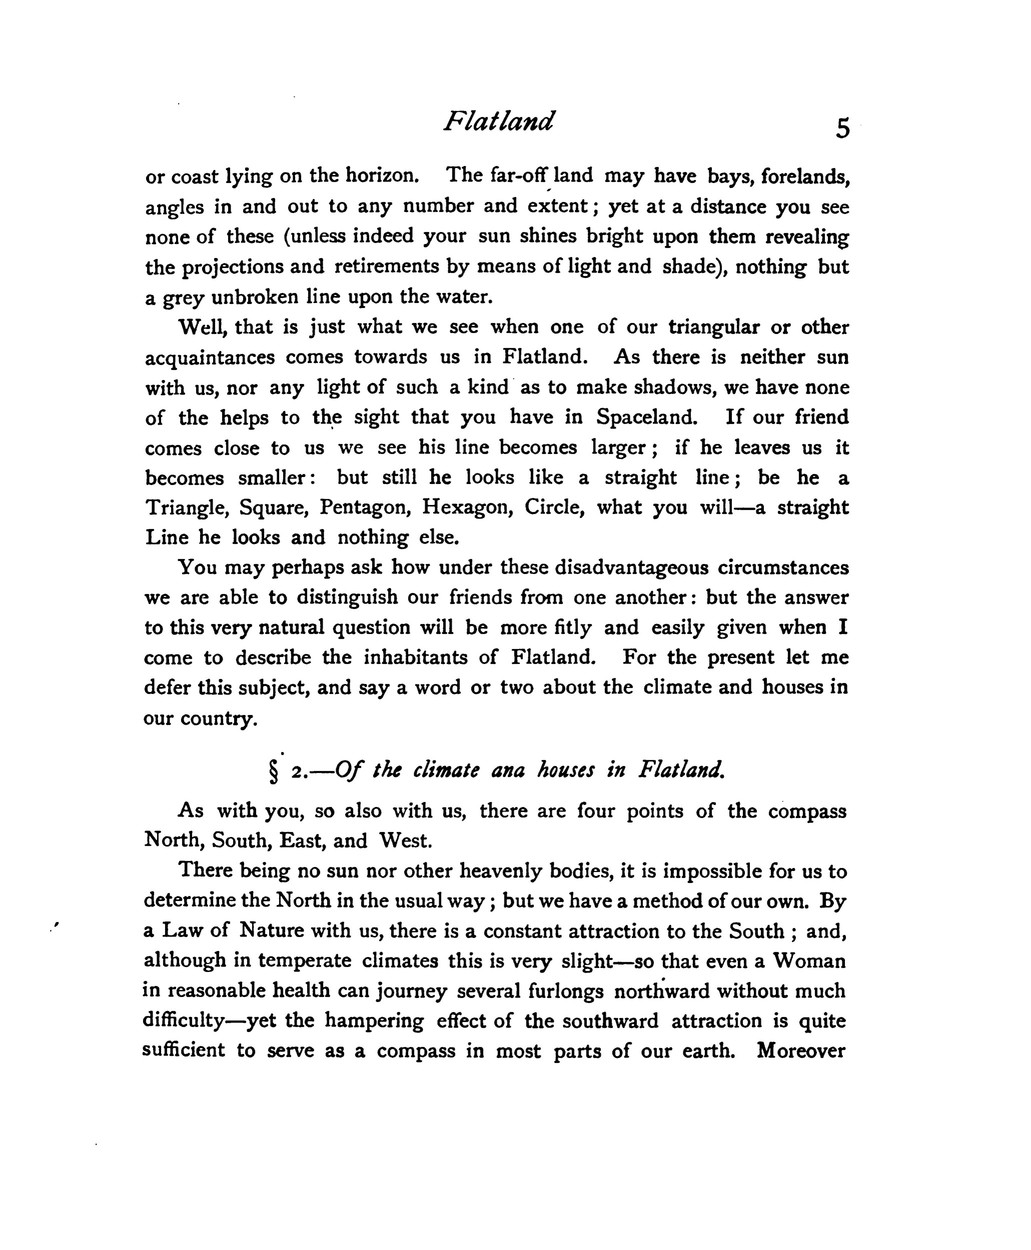 Flatland 5
or coast lying on the horizon. The far-off land may have bays, forelands,
angles in and out to any number and extent ; yet at a distance you see
none of these (unless indeed your sun shines bright upon them revealing
the projections and retirements by means of light and shade), nothing but
a grey unbroken line upon the water.
Well, that is just what we see when one of our triangular or other
acquaintances comes towards us in Flatland. As there is neither sun
with us, nor any light of such a kind as to make shadows, we have none
of the helps to the sight that you have in Spaceland. If our friend
comes close to us we see his line becomes larger ; if he leaves us it
becomes smaller : but still he looks like a straight line ; be he a
Triangle, Square, Pentagon, Hexagon, Circle, what you will—a straight
Line he looks and nothing else.
You may perhaps ask how under these disadvantageous circumstances
we are able to distinguish our friends from one another : but the answer
to this very natural question will be more fitly and easily given when I
come to describe the inhabitants of Flatland. For the present let me
defer this subject, and say a word or two about the climate and houses in
our country.
§ 2.—Of the climate ana houses in Flatland.
As with you, so also with us, there are four points of the compass
North, South, East, and West.
There being no sun nor other heavenly bodies, it is impossible for us to
determine the North in the usual way ; but we have a method of our own. By
a Law of Nature with us, there is a constant attraction to the South ; and,
although in temperate climates this is very slight—so that even a Woman
in reasonable health can journey several furlongs northward without much
difficulty—yet the hampering effect of the southward attraction is quite
sufficient to serve as a compass in most parts of our earth. Moreover